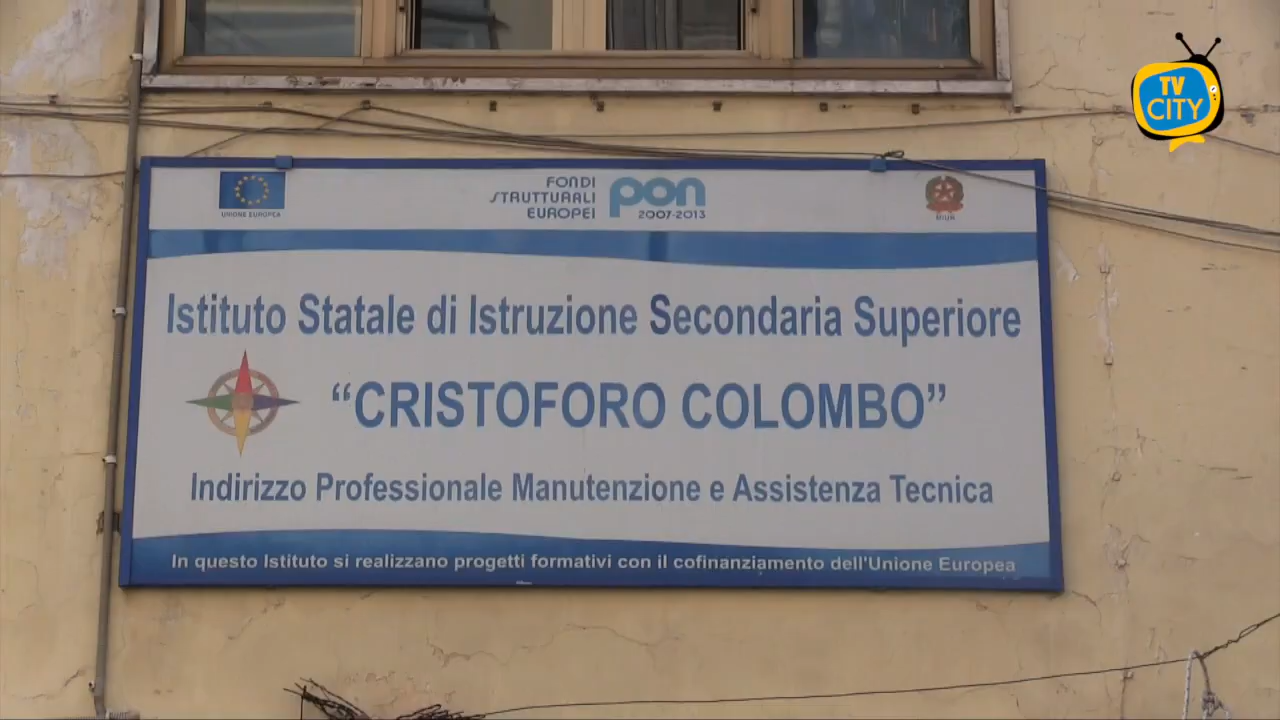 TV
CITY
UNIONE EUROPEA
FONDI
STRUTTURALI
EUROPEI
pon
2007-2013
MIUR
Istituto Statale di Istruzione Secondaria Superiore
“CRISTOFORO COLOMBO”
Indirizzo Professionale Manutenzione e Assistenza Tecnica
In questo Istituto si realizzano progetti formativi con il cofinanziamento dell'Unione Europea